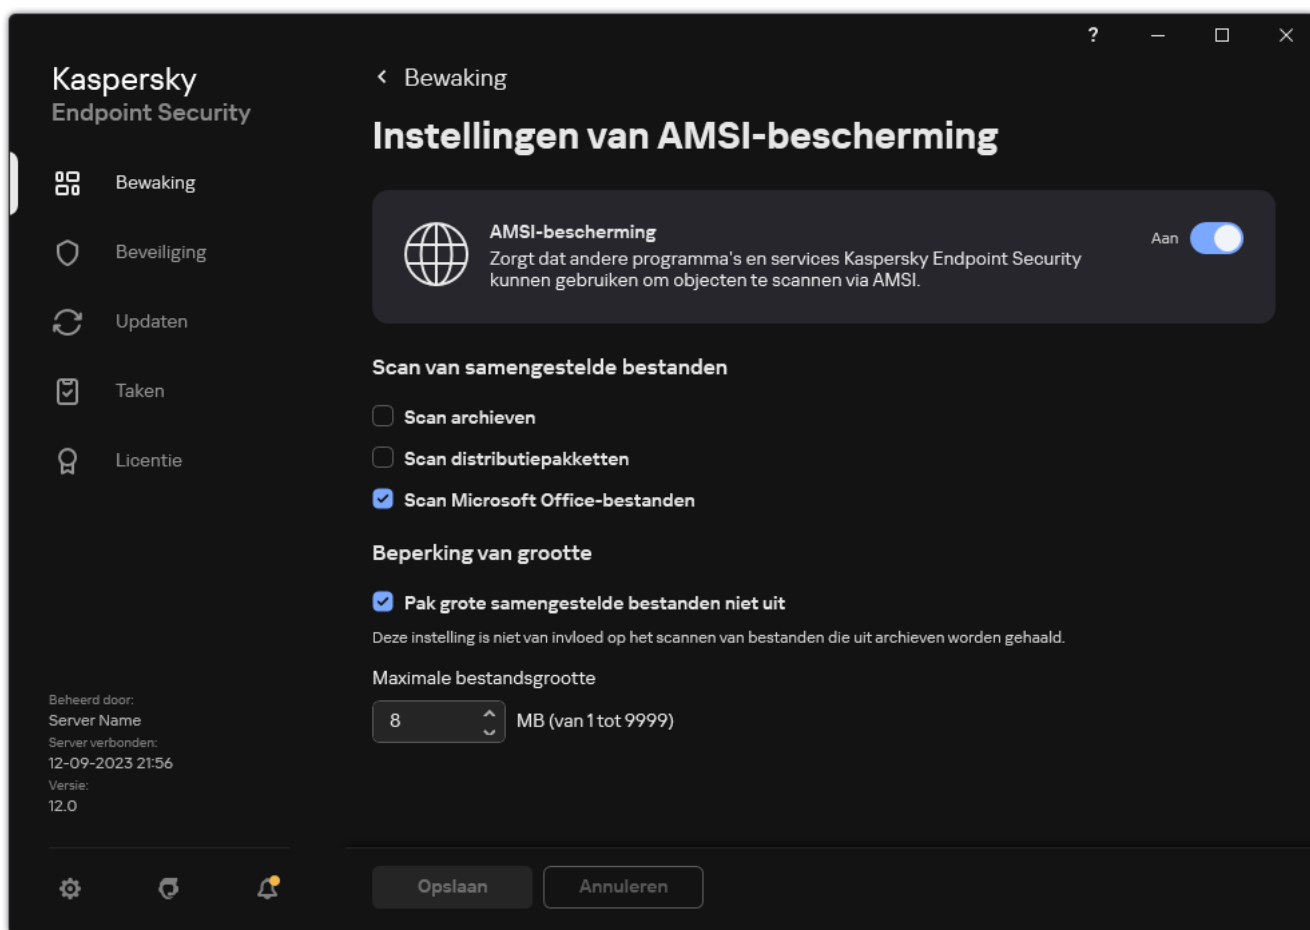 ?
Kaspersky
Endpoint Security
Bewaking
Beveiliging
Updaten
Taken
Licentie
Beheerd door:
Server Name
Server verbonden:
12-09-2023 21:56
Versie:
12.0
Bewaking
Instellingen van AMSI-bescherming
AMSI-bescherming
Zorgt dat andere programma's en services Kaspersky Endpoint Security
kunnen gebruiken om objecten te scannen via AMSI.
Aan
Scan van samengestelde bestanden
Scan archieven
Scan distributiepakketten
Scan Microsoft Office-bestanden
Beperking van grootte
Pak grote samengestelde bestanden niet uit
Deze instelling is niet van invloed op het scannen van bestanden die uit archieven worden gehaald.
Maximale bestandsgrootte
8 MB (van 1 tot 9999)
Opslaan Annuleren